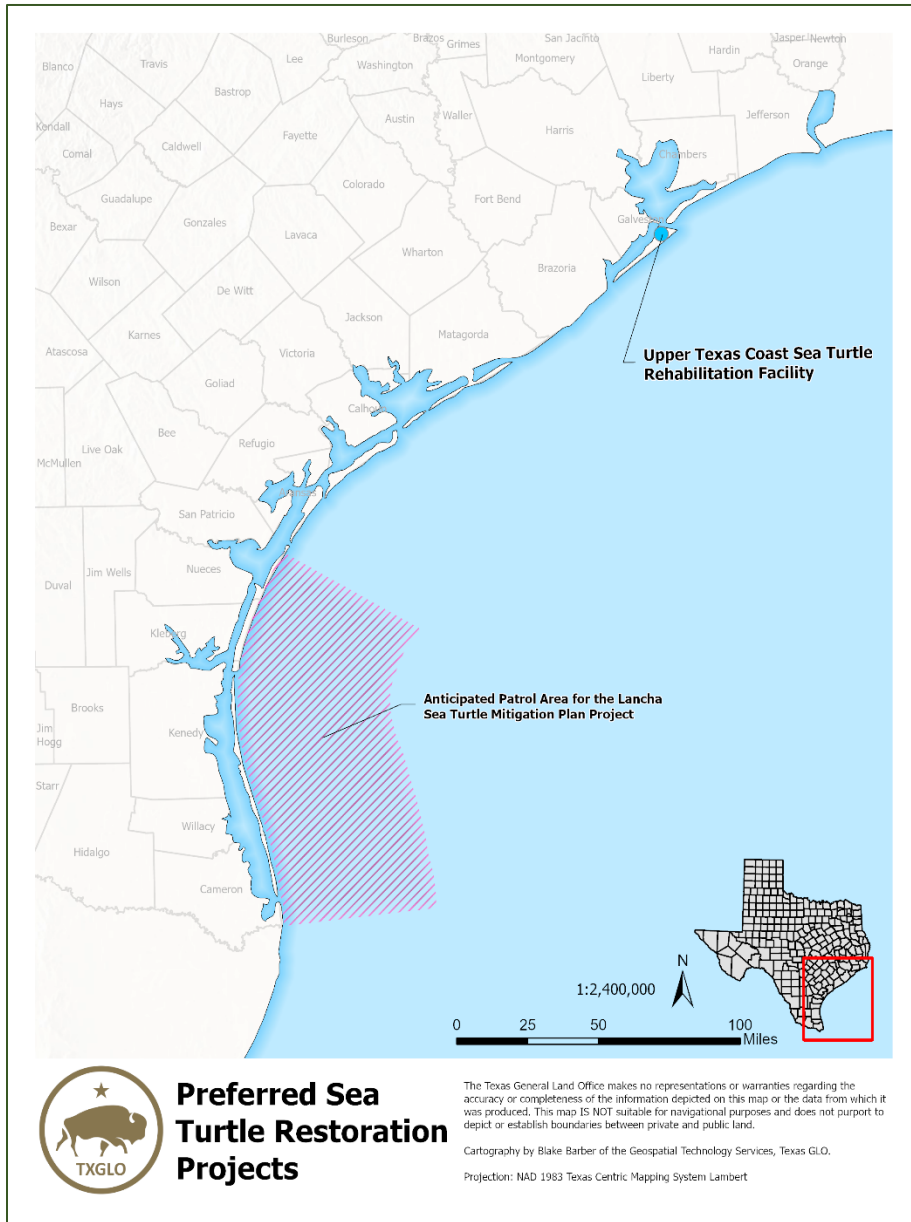 Burleson
Brazos
Grimes
San Jacinto
Jasper
Newton
Blanco
Travis
Lee
Washington
Montgomery
Hardin
Orange
Hays
Bastrop
Austin
Waller
Liberty
Jefferson
Kendall
Caldwell
Fayette
Harris
Comal
Chambers
Guadalupe
Colorado
Fort Bend
Bexar
Gonzales
Lavaca
Galveston
Wharton
Brazoria
Wilson
De Witt
Jackson
Matagorda
Karnes
Atascosa
Victoria
Goliad
Upper Texas Coast Sea Turtle
Rehabilitation Facility
Calhoun
Bee
Refugio
Live Oak
McMullen
Aransas
San Patricio
Nueces
Duval
Jim Wells
Kleberg
Anticipated Patrol Area for the Lancha
Sea Turtle Mitigation Plan Project
Brooks
Kenedy
Jim
Hogg
Starr
Willacy
Hidalgo
Cameron
N
1:2,400,000
0 25 50 100
Miles
TXGLO
Preferred Sea
Turtle Restoration
Projects
The Texas General Land Office makes no representations or warranties regarding the
accuracy or completeness of the information depicted on this map or the data from which it
was produced. This map IS NOT suitable for navigational purposes and does not purport to
depict or establish boundaries between private and public land.
Cartography by Blake Barber of the Geospatial Technology Services, Texas GLO.
Projection: NAD 1983 Texas Centric Mapping System Lambert